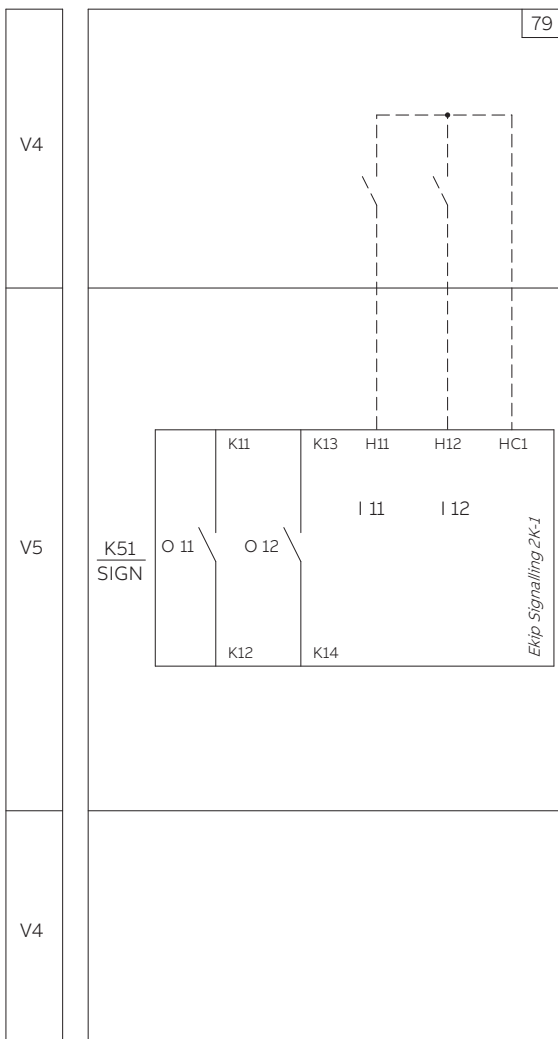 79
V4
K11
K13
H11
H12
HC1
I 11
I 12
V5
K51
SIGN
O 11
O 12
Ekip Signalling 2K-1
K12
K14
V4